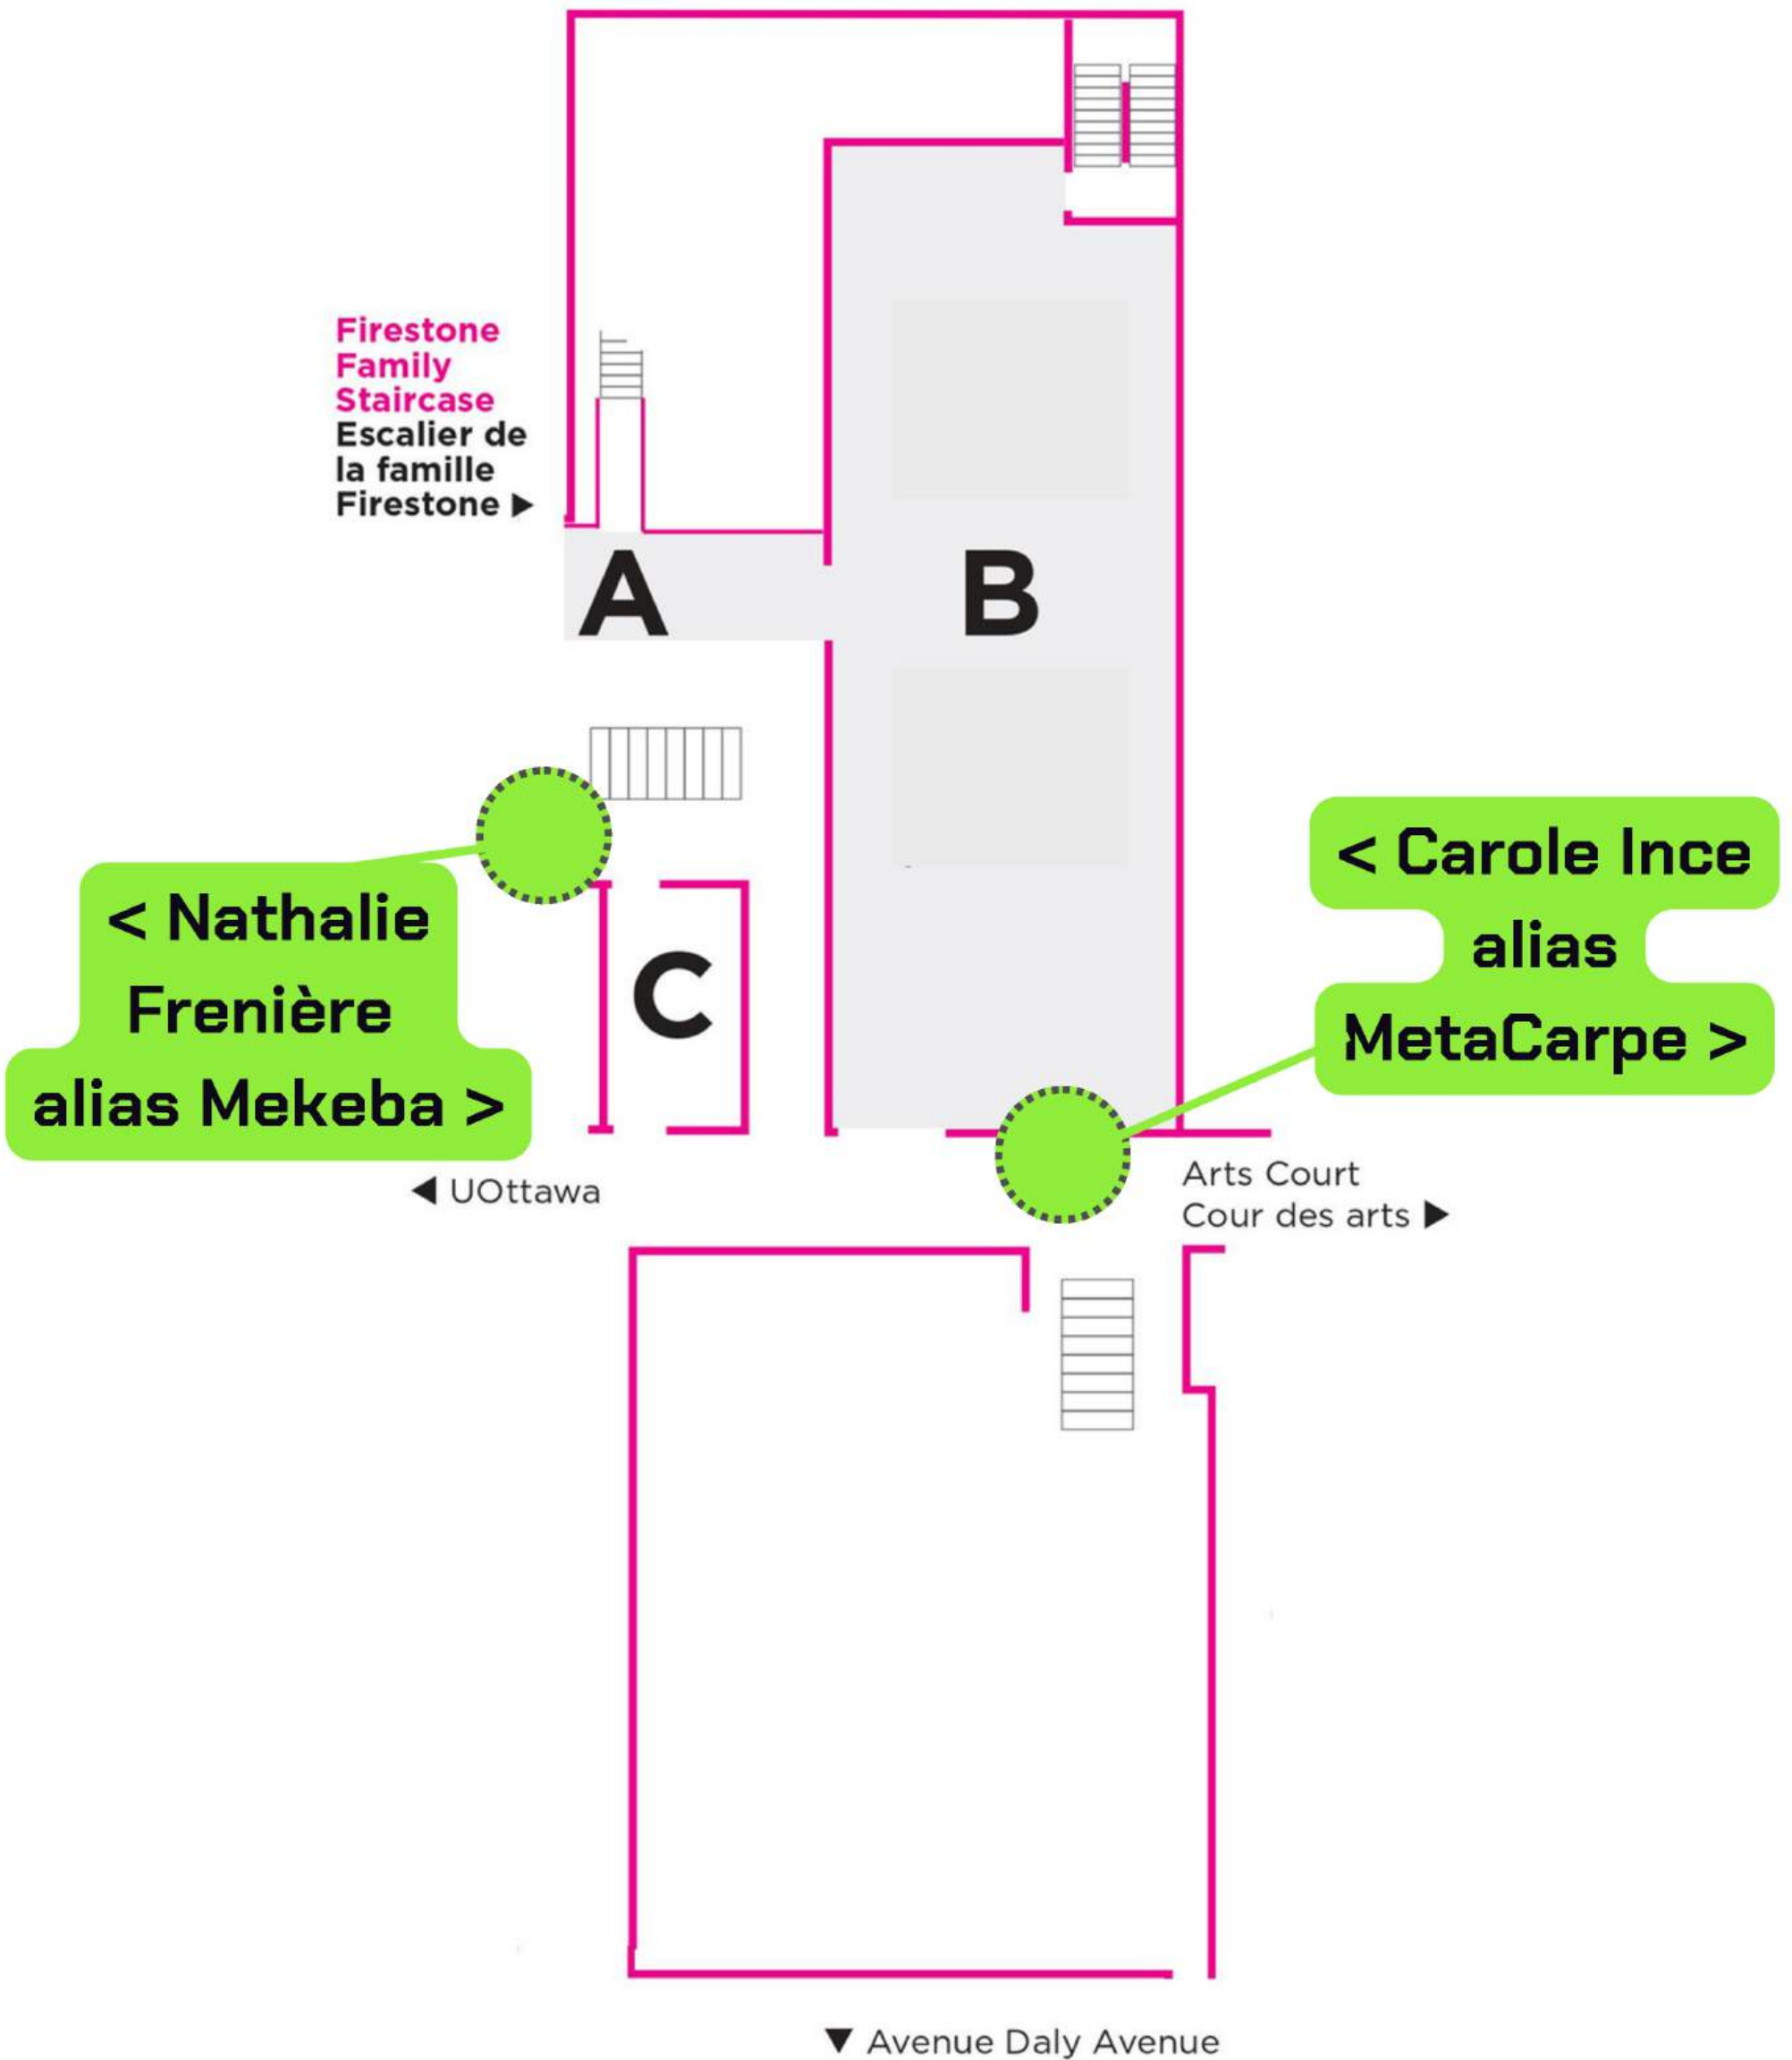 Firestone
Family
Staircase
Escalier de
la famille
Firestone ▶
A
B
< Nathalie
Frenière
alias Mekeba >
C
< Carole Ince
alias
MetaCarpe >
◀ UOttawa
Arts Court
Cour des arts ▶
▼ Avenue Daly Avenue